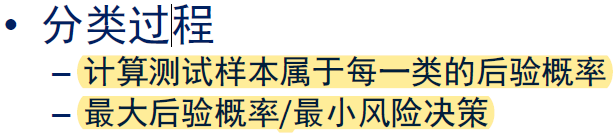 • 分类过程
– 计算测试样本属于每一类的后验概率
– 最大后验概率/最小风险决策